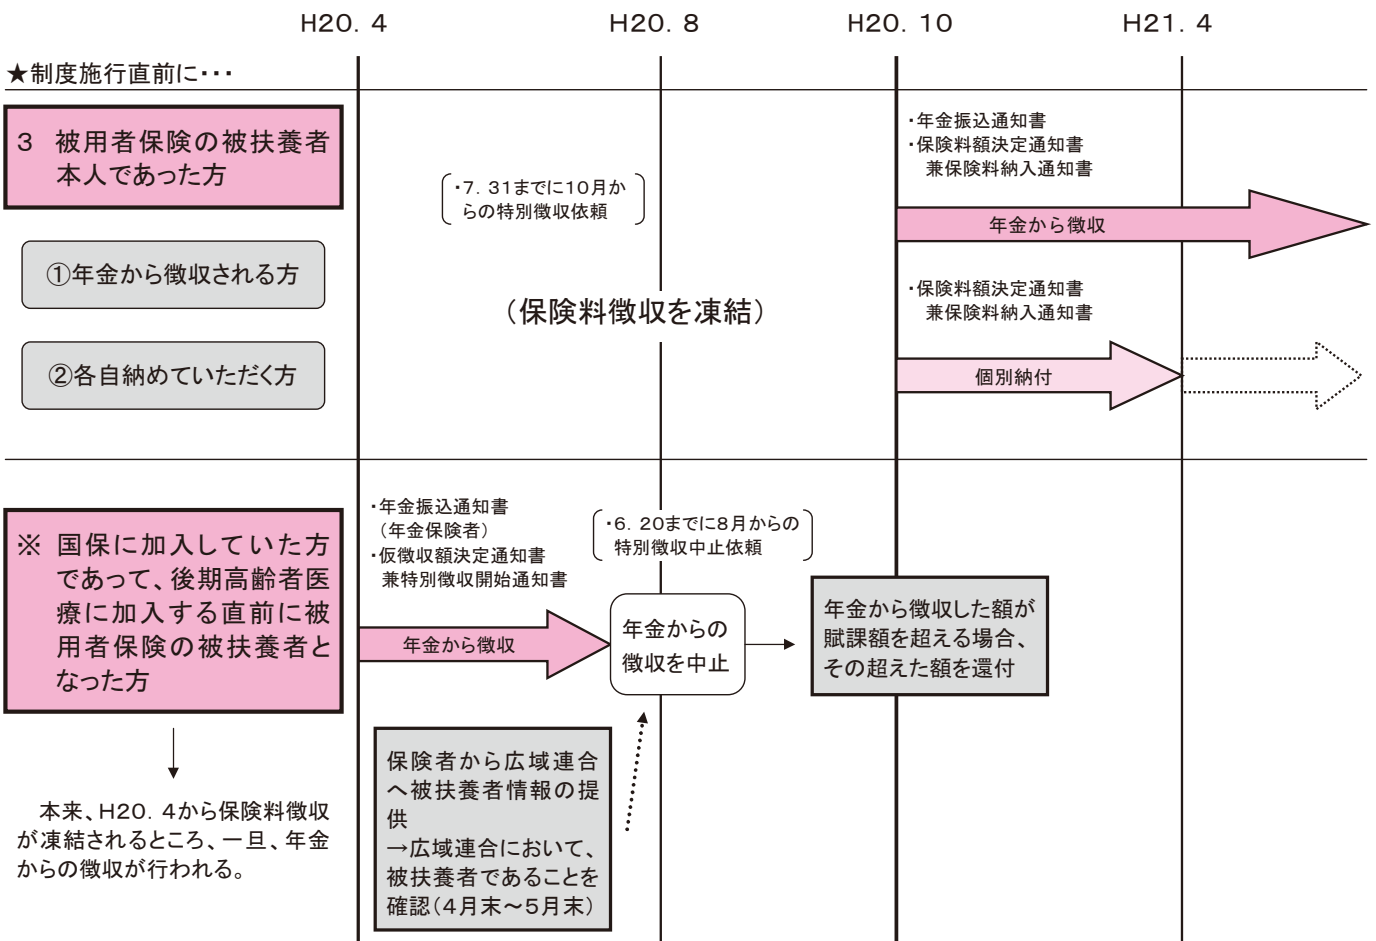 H20．4
H20．8
H20．10
H21．4
★制度施行直前に・・・
３　被用者保険の被扶養者
本人であった方
・7．31までに10月か
らの特別徴収依頼
・年金振込通知書
・保険料額決定通知書
兼保険料納入通知書
年金から徴収
①年金から徴収される方
（保険料徴収を凍結）
・保険料額決定通知書
兼保険料納入通知書
②各自納めていただく方
個別納付
※　国保に加入していた方
であって、後期高齢者医
療に加入する直前に被
用者保険の被扶養者と
なった方
・年金振込通知書
（年金保険者）
・仮徴収額決定通知書
兼特別徴収開始通知書
・6．20までに8月からの
特別徴収中止依頼
年金から徴収
年金からの
徴収を中止
年金から徴収した額が
賦課額を超える場合、
その超えた額を還付
本来、H20．4から保険料徴収
が凍結されるところ、一旦、年金
からの徴収が行われる。
保険者から広域連合
へ被扶養者情報の提
供
→広域連合において、
被扶養者であることを
確認（4月末～5月末）